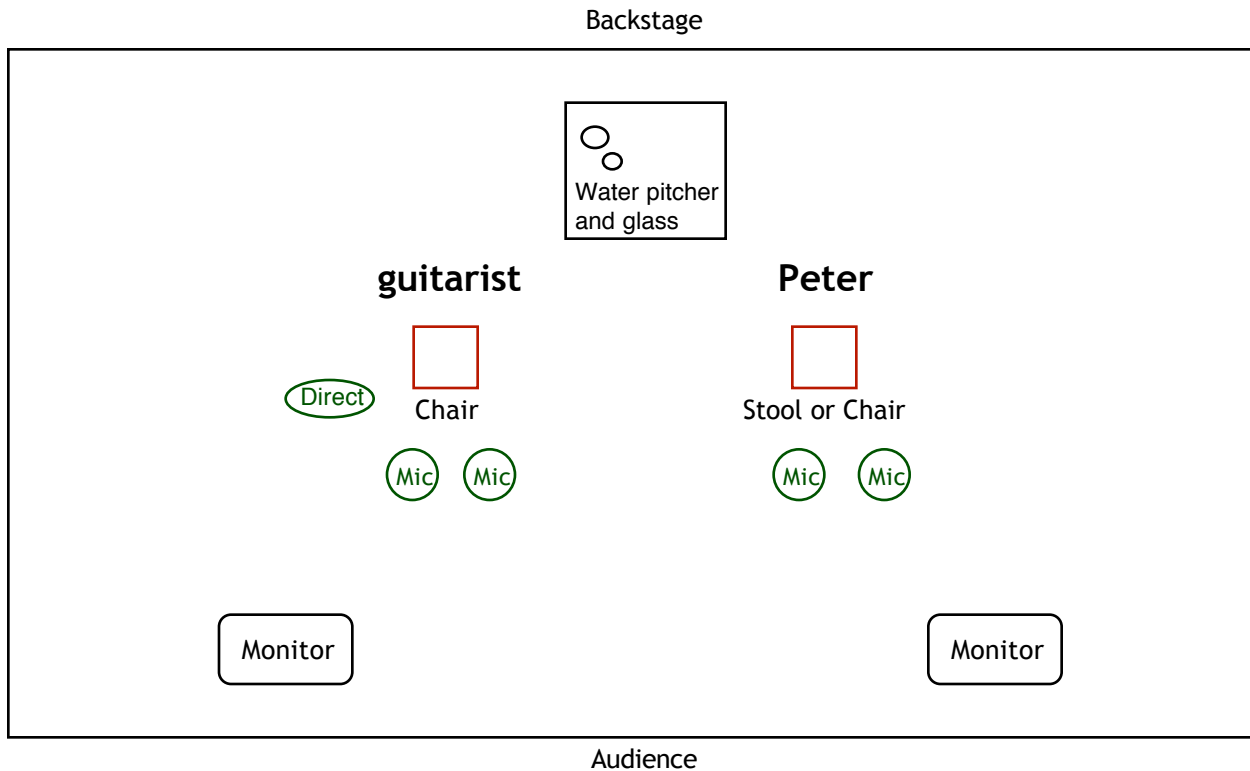 Backstage
Water pitcher
and glass
guitarist
Peter
Direct
Chair
Stool or Chair
Mic
Mic
Mic
Mic
Monitor
Monitor
Audience